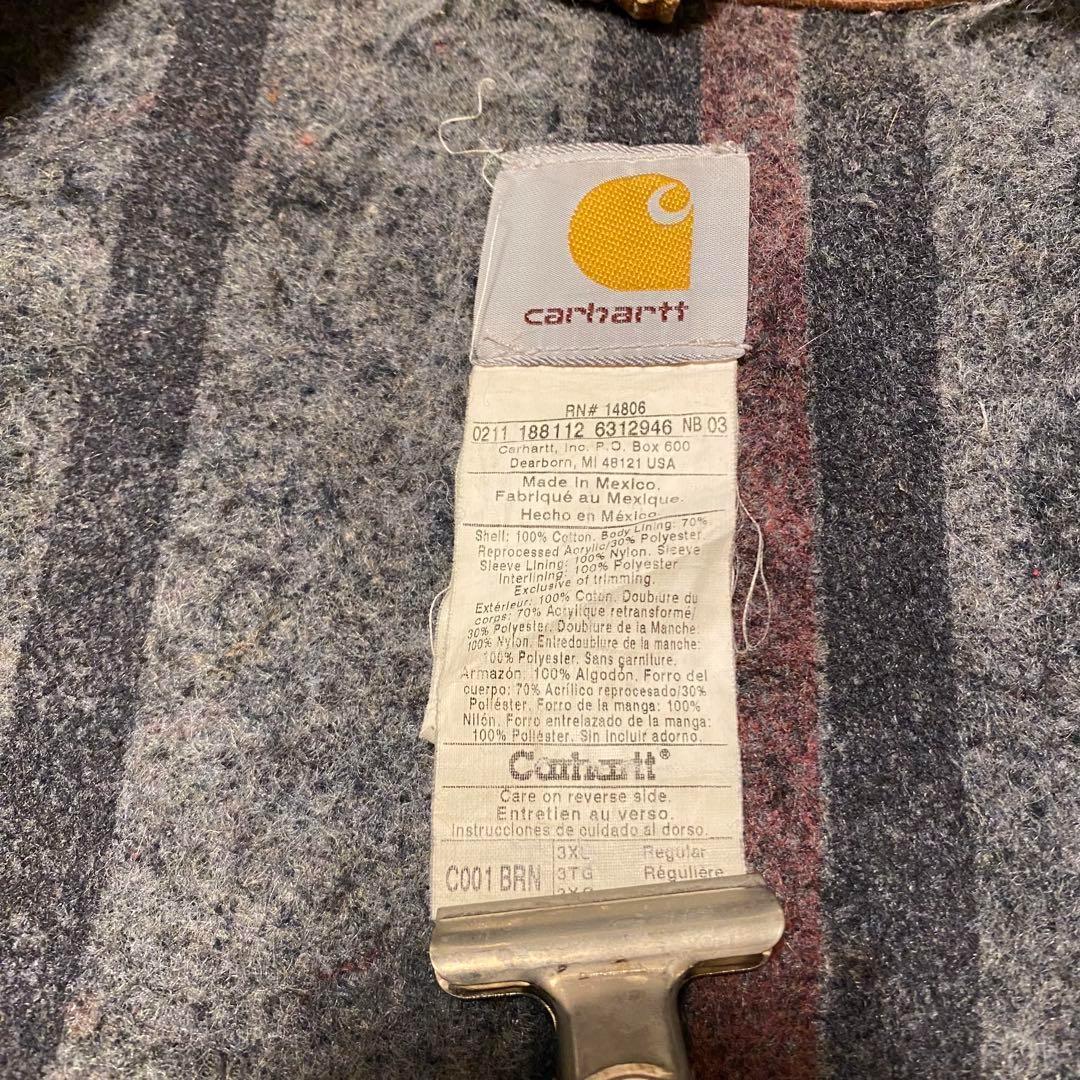 carhartt
RN# 14806
0211 188112 6312946 NB 03
Carhartt, Inc. P.O. Box 600
Dearborn, MI 48121 USA
Made in Mexico.
Fabriqué au Mexique.
Hecho en México.
Shell: 100% Cotton. Body Lining: 70%
Reprocessed Acrylic/30% Polyester.
Sleeve Lining: 100% Nylon. Sleeve
Interlining: 100% Polyester
Exclusive of trimming.
Extérieur: 100% Coton. Doublure du
corps: 70% Acrylique retransformé/
30% Polyester. Doublure de la Manche:
100% Nylon. Entredoublure de la manche:
100% Polyester. Sans garniture.
Armazón: 100% Algodón. Forro del
cuerpo: 70% Acrílico reprocesado/30%
Poliéster. Forro de la manga: 100%
Nilón. Forro entrelazado de la manga:
100% Poliéster. Sin incluir adorno.
Carhartt®
Care on reverse side.
Entretien au verso.
Instrucciones de cuidado al dorso.
C001 BRN
3XL Regular
3TG Régulière